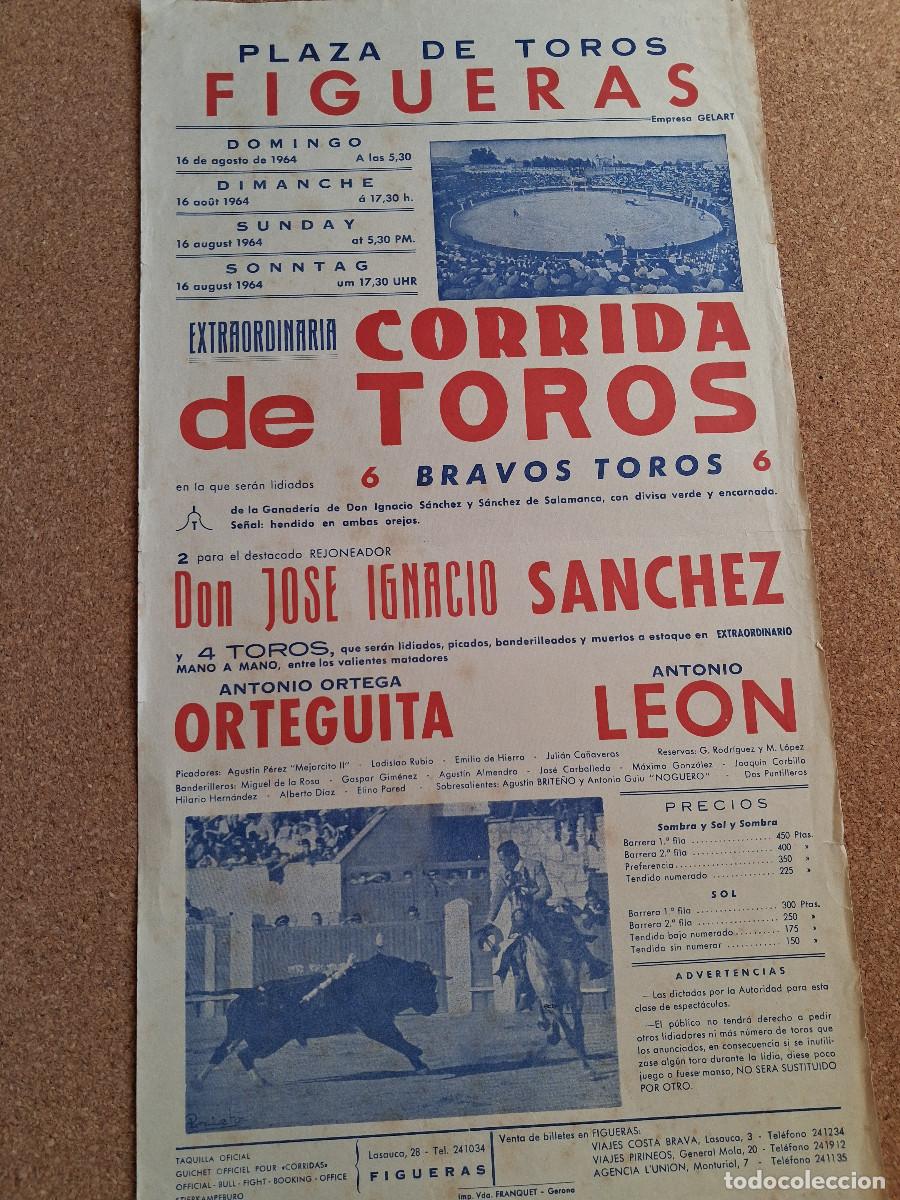 PLAZA DE TOROS
FIGUERAS
Empresa GELART
DOMINGO
16 de agosto de 1964 A las 5,30
DIMANCHE
16 août 1964 á 17,30 h.
SUNDAY
16 august 1964 at 5,30 PM.
SONNTAG
16 august 1964 um 17,30 UHR
EXTRAORDINARIA CORRIDA
de TOROS
en la que serán lidiados 6 BRAVOS TOROS 6
de la Ganadería de Don Ignacio Sánchez y Sánchez de Salamanca, con divisa verde y encarnada.
T Señal: hendido en ambas orejas.
2 para el destacado REJONEADOR
Don JOSE IGNACIO SANCHEZ
y 4 TOROS, que serán lidiados, picados, banderilleados y muertos a estoque en EXTRAORDINARIO
MANO A MANO, entre los valientes matadores
ANTONIO ORTEGA
ORTEGUITA
ANTONIO
LEON
Picadores: Agustín Pérez "Mejorcito II" - Ladislao Rubio - Emilio de Hierra - Julián Cañaveras Reservas: G. Rodríguez y M. López
Banderilleros: Miguel de la Rosa - Gaspar Giménez - Agustín Almendro - José Carballeda - Máximo González - Joaquín Carbilla
Hilario Hernández - Alberto Díaz - Elino Pared - Sobresalientes: Agustín BRITEÑO y Antonio Guiu "NOGUERO" Dos Puntilleros
PRECIOS
Sombra y Sol y Sombra
Barrera 1.ª fila .................. 450 Ptas.
Barrera 2.ª fila .................. 400 »
Preferencia ...................... 350 »
Tendido numerado .............. 225 »
SOL
Barrera 1.ª fila .................. 300 Ptas.
Barrera 2.ª fila .................. 250 »
Tendido bajo numerado .......... 175 »
Tendido sin numerar ............ 150 »
ADVERTENCIAS
— Las dictadas por la Autoridad para esta
clase de espectáculos.
—El público no tendrá derecho a pedir
otros lidiadores ni más número de toros que
los anunciados, en consecuencia si se inutili-
zase algún toro durante la lidia, diese poco
juego o fuese manso, NO SERA SUSTITUIDO
POR OTRO.
TAQUILLA OFICIAL
GUICHET OFFICIEL POUR «CORRIDAS»
OFFICIAL - BULL - FIGHT - BOOKING - OFFICE
STIERKAMPFBURO
Lasauca, 28 - Tel. 241034
FIGUERAS
Venta de billetes en FIGUERAS:
VIAJES COSTA BRAVA, Lasauca, 3 - Teléfono 241234
VIAJES PIRINEOS, General Mola, 20 - Teléfono 241912
AGENCIA L'UNION, Monturiol, 7 - Teléfono 241135
Imp. Vda. FRANQUET - Gerona
todocoleccion